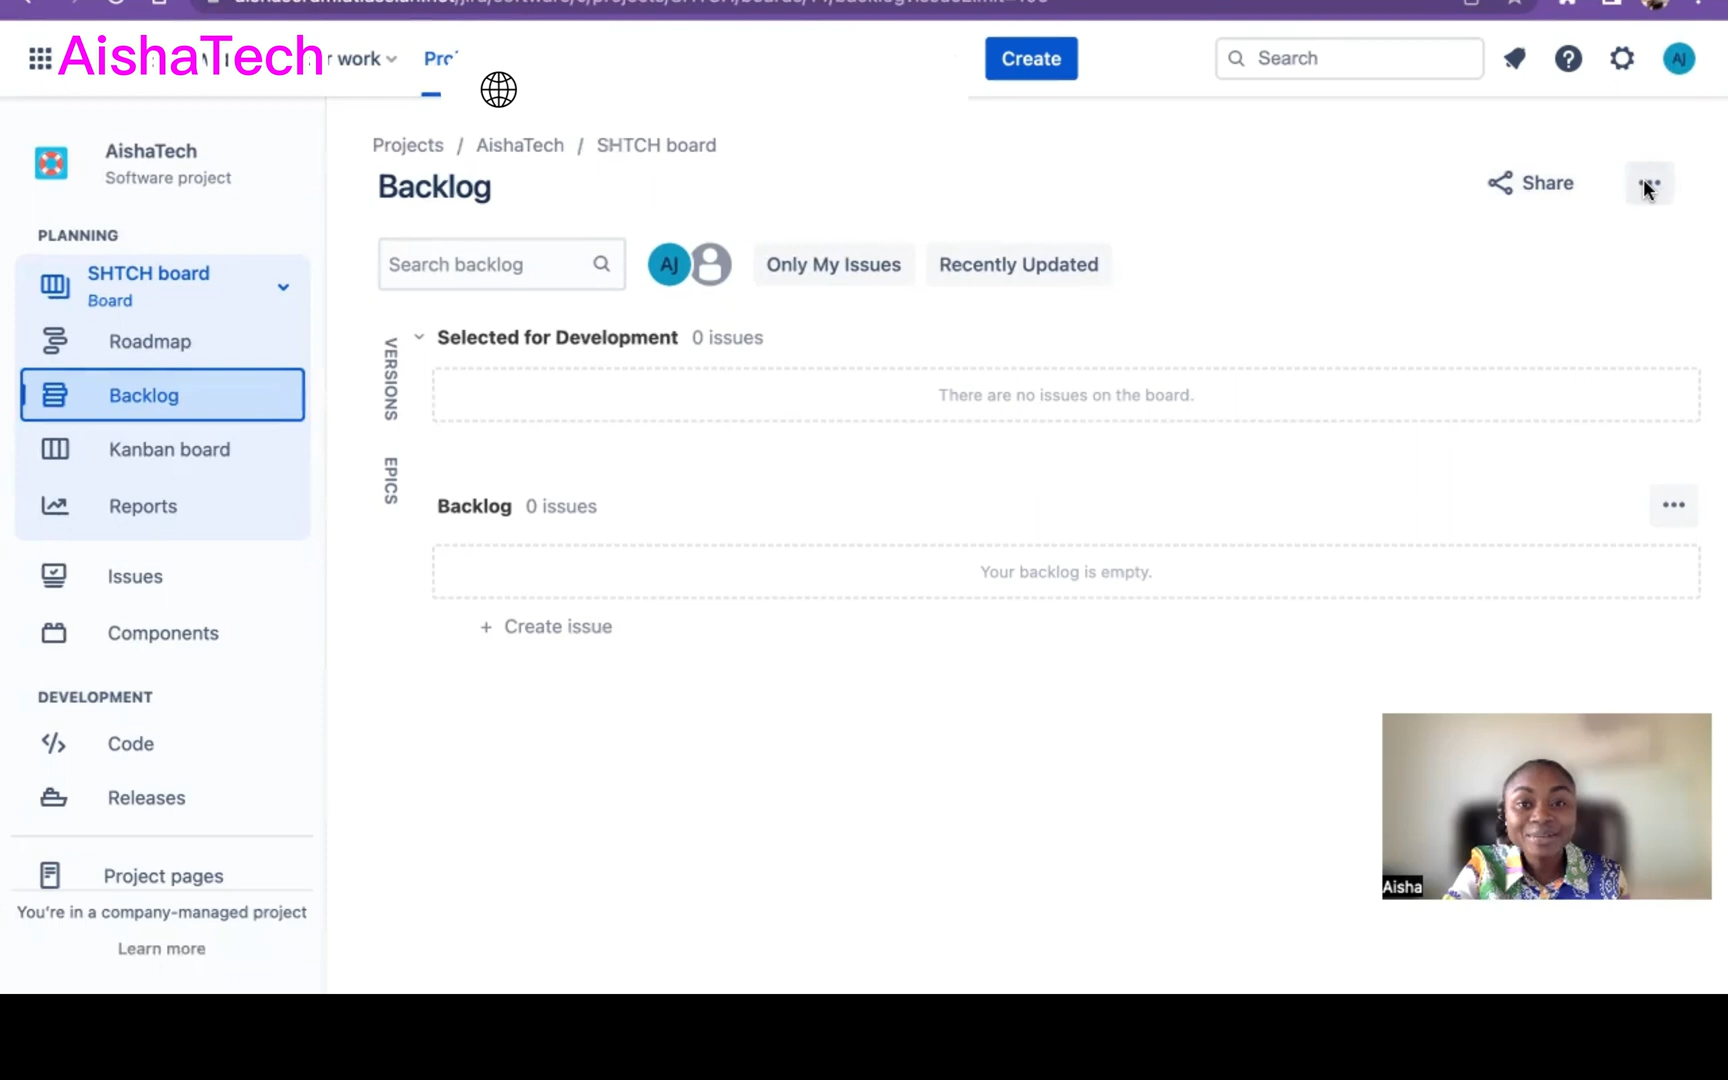 AishaTech
r work
Create
Search
AJ
AishaTech
Software project
Projects / AishaTech / SHTCH board
Backlog
Share
PLANNING
SHTCH board
Board
Roadmap
Backlog
Kanban board
Reports
Issues
Components
DEVELOPMENT
Code
Releases
Project pages
You're in a company-managed project
Learn more
Search backlog
AJ
Only My Issues
Recently Updated
VERSIONS
EPICS
Selected for Development 0 issues
There are no issues on the board.
Backlog 0 issues
Your backlog is empty.
+ Create issue
Aisha